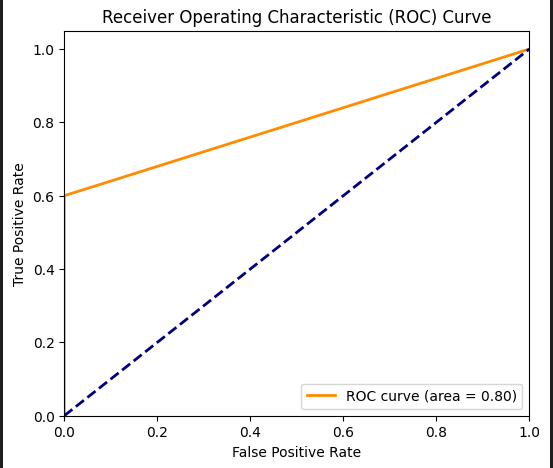 Receiver Operating Characteristic (ROC) Curve
1.0
0.8
0.6
0.4
0.2
0.0
True Positive Rate
ROC curve (area = 0.80)
0.0 0.2 0.4 0.6 0.8 1.0
False Positive Rate